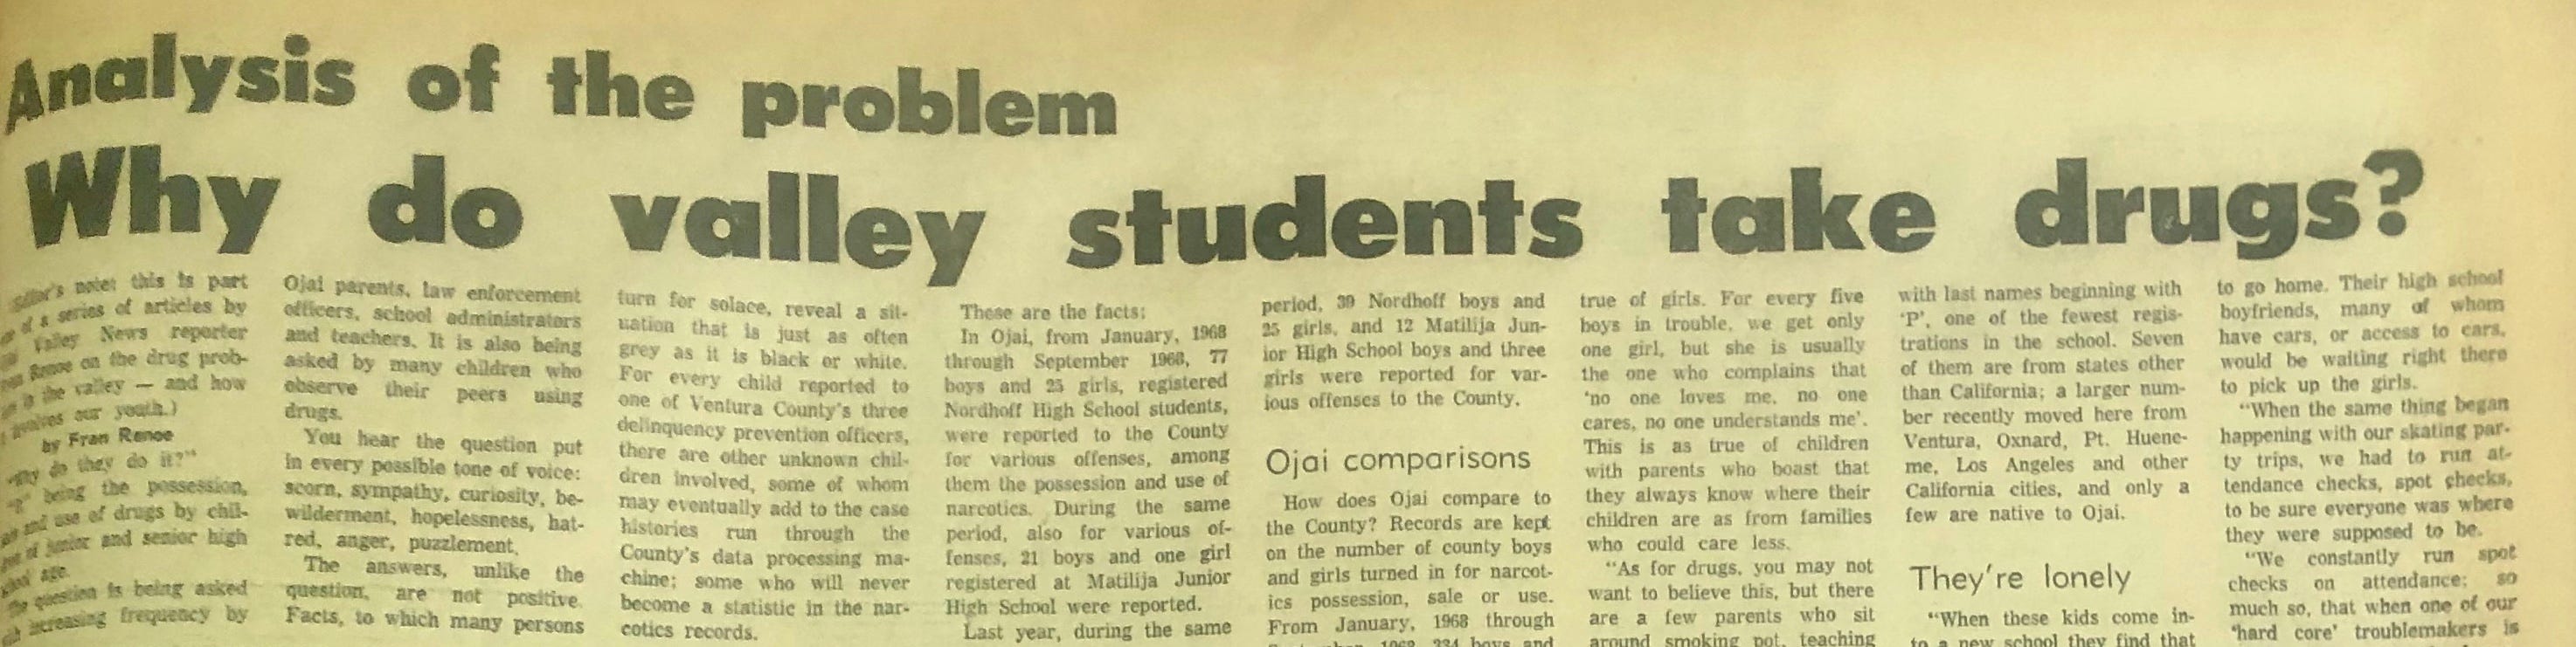 Analysis of the problem
Why do valley students take drugs?
note: this is part
of a series of articles by
Valley News reporter
on the drug prob-
the valley — and how
our youth.)
by Fran Renoe
do they do it?"
being the possession,
and use of drugs by chil-
junior and senior high
age.
question is being asked
increasing frequency by
Ojai parents, law enforcement
officers, school administrators
and teachers. It is also being
asked by many children who
observe their peers using
drugs.
You hear the question put
in every possible tone of voice:
scorn, sympathy, curiosity, be-
wilderment, hopelessness, hat-
red, anger, puzzlement.
The answers, unlike the
question, are not positive.
Facts, to which many persons
turn for solace, reveal a sit-
uation that is just as often
grey as it is black or white.
For every child reported to
one of Ventura County's three
delinquency prevention officers,
there are other unknown chil-
dren involved, some of whom
may eventually add to the case
histories run through the
County's data processing ma-
chine; some who will never
become a statistic in the nar-
cotics records.
These are the facts:
In Ojai, from January, 1968
through September 1968, 77
boys and 25 girls, registered
Nordhoff High School students,
were reported to the County
for various offenses, among
them the possession and use of
narcotics. During the same
period, also for various of-
fenses, 21 boys and one girl
registered at Matilija Junior
High School were reported.
Last year, during the same
period, 39 Nordhoff boys and
25 girls, and 12 Matilija Jun-
ior High School boys and three
girls were reported for var-
ious offenses to the County.
Ojai comparisons
How does Ojai compare to
the County? Records are kept
on the number of county boys
and girls turned in for narcot-
ics possession, sale or use.
From January, 1968 through
1968, 234 boys and
true of girls. For every five
boys in trouble, we get only
one girl, but she is usually
the one who complains that
'no one loves me, no one
cares, no one understands me'.
This is as true of children
with parents who boast that
they always know where their
children are as from families
who could care less.
"As for drugs, you may not
want to believe this, but there
are a few parents who sit
around smoking pot, teaching
with last names beginning with
'P', one of the fewest regis-
trations in the school. Seven
of them are from states other
than California; a larger num-
ber recently moved here from
Ventura, Oxnard, Pt. Huene-
me, Los Angeles and other
California cities, and only a
few are native to Ojai.
They're lonely
"When these kids come in-
to a new school they find that
to go home. Their high school
boyfriends, many of whom
have cars, or access to cars,
would be waiting right there
to pick up the girls.
"When the same thing began
happening with our skating par-
ty trips, we had to run at-
tendance checks, spot checks,
to be sure everyone was where
they were supposed to be.
"We constantly run spot
checks on attendance; so
much so, that when one of our
'hard core' troublemakers is